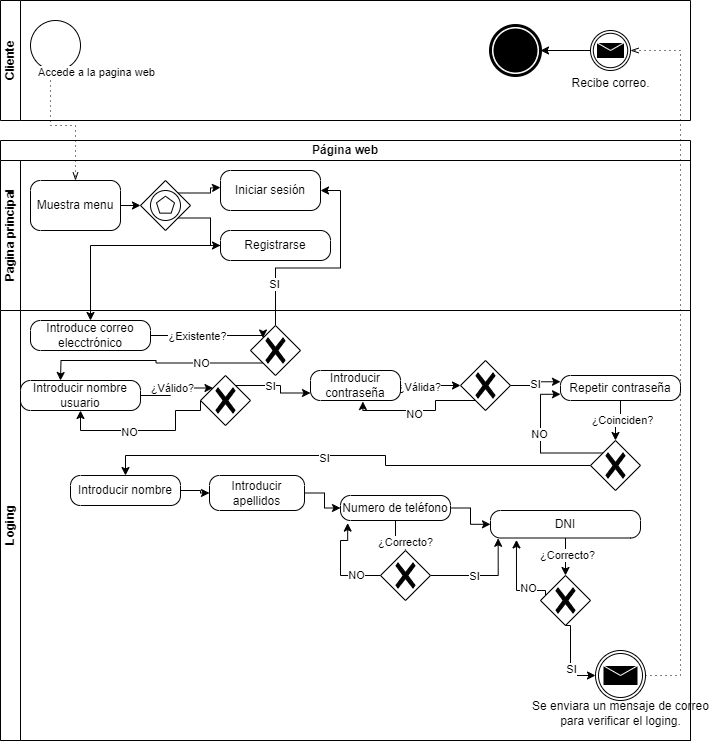 Cliente
Accede a la pagina web
Recibe correo.
Página web
Pagina principal
Muestra menu
Iniciar sesión
Registrarse
SI
Loging
Introduce correo
elecctrónico
¿Existente?
NO
Introducir nombre
usuario
¿Válido?
NO
SI
Introducir
contraseña
¿Válida?
NO
SI
Repetir contraseña
¿Coinciden?
NO
SI
Introducir nombre
Introducir
apellidos
Numero de teléfono
¿Correcto?
NO
SI
DNI
¿Correcto?
NO
SI
Se enviara un mensaje de correo
para verificar el loging.